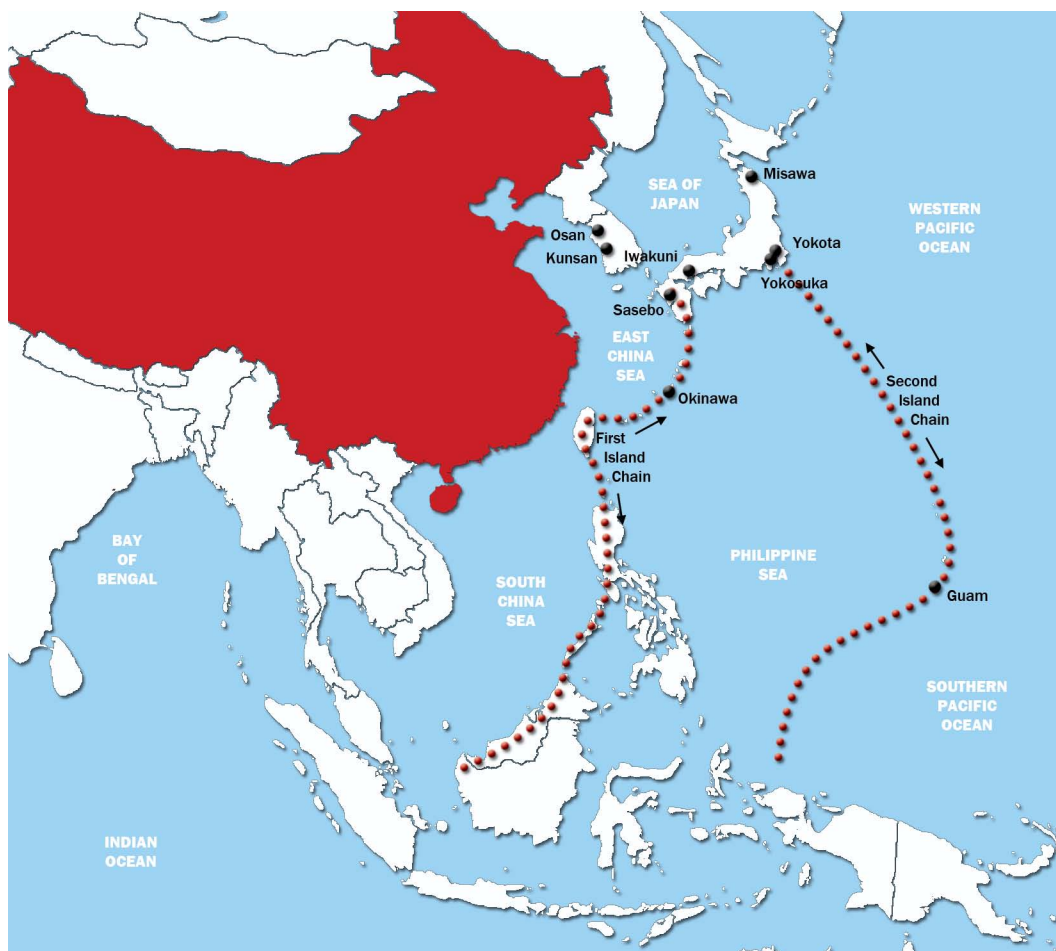 Misawa
SEA OF
JAPAN
WESTERN
PACIFIC
OCEAN
Osan
Kunsan
Iwakuni
Yokota
Yokosuka
Sasebo
EAST
CHINA
SEA
Okinawa
Second
Island
Chain
First
Island
Chain
BAY
OF
BENGAL
PHILIPPINE
SEA
SOUTH
CHINA
SEA
Guam
SOUTHERN
PACIFIC
OCEAN
INDIAN
OCEAN